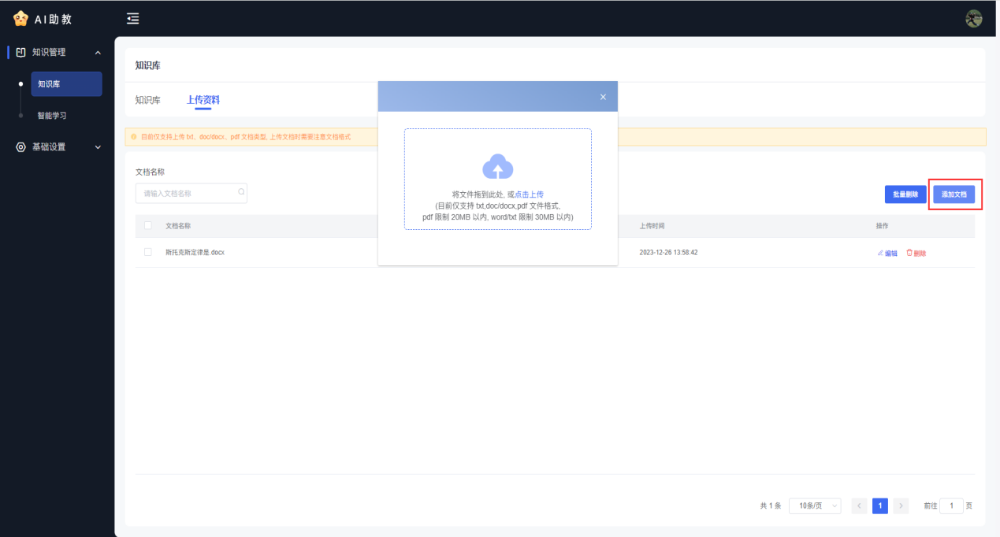 AI助教
知识管理
知识库
智能学习
基础设置
知识库
知识库 上传资料
目前仅支持上传 txt、doc/docx、pdf 文档类型, 上传文档时需要注意文档格式
将文件拖到此处, 或点击上传
(目前仅支持 txt,doc/docx,pdf 文件格式,
pdf 限制 20MB 以内, word/txt 限制 30MB 以内)
文档名称
请输入文档名称
批量删除 添加文档
文档名称 上传时间 操作
斯托克斯定律是.docx 2023-12-26 13:58:42 编辑 删除
共 1 条 10条/页 1 前往 1 页